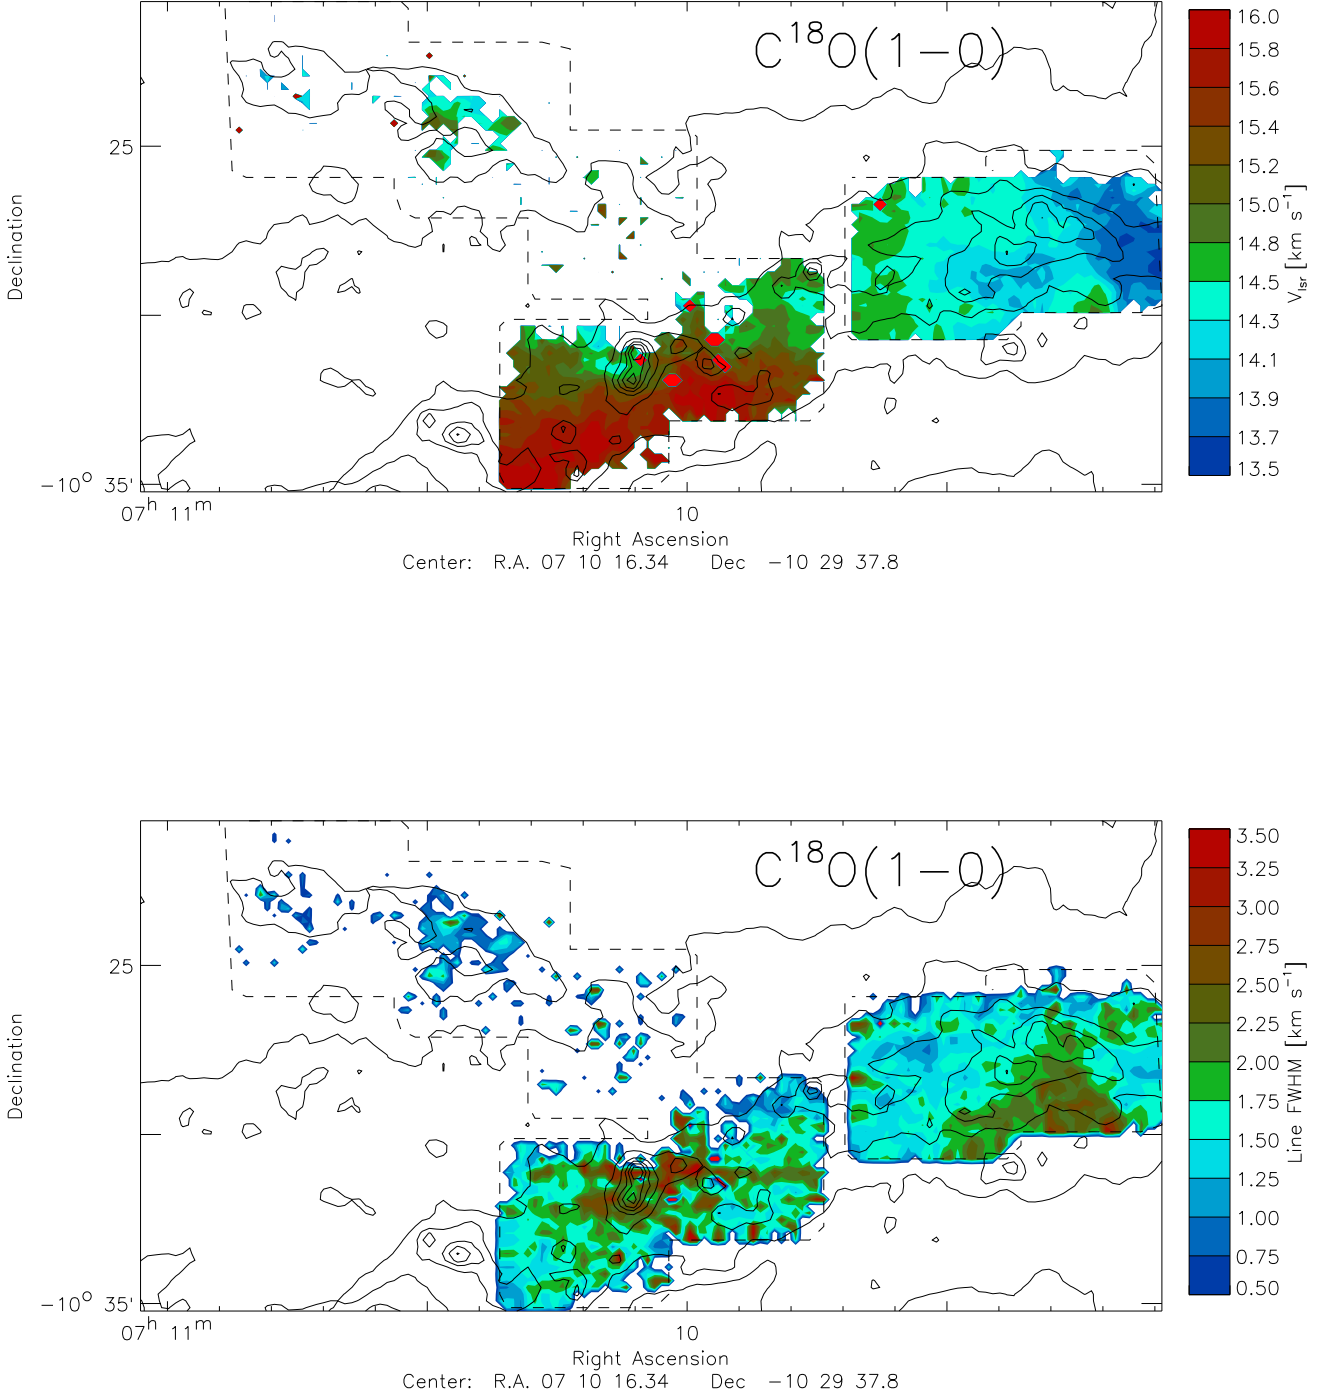 C¹⁸O(1−0)
16.0
15.8
15.6
15.4
15.2
15.0
14.8
14.5
14.3
14.1
13.9
13.7
13.5
V_lsr [km s⁻¹]
Declination
25
−10° 35'
07ʰ 11ᵐ
10
Right Ascension
Center: R.A. 07 10 16.34 Dec −10 29 37.8
C¹⁸O(1−0)
3.50
3.25
3.00
2.75
2.50
2.25
2.00
1.75
1.50
1.25
1.00
0.75
0.50
Line FWHM [km s⁻¹]
Declination
25
−10° 35'
07ʰ 11ᵐ
10
Right Ascension
Center: R.A. 07 10 16.34 Dec −10 29 37.8